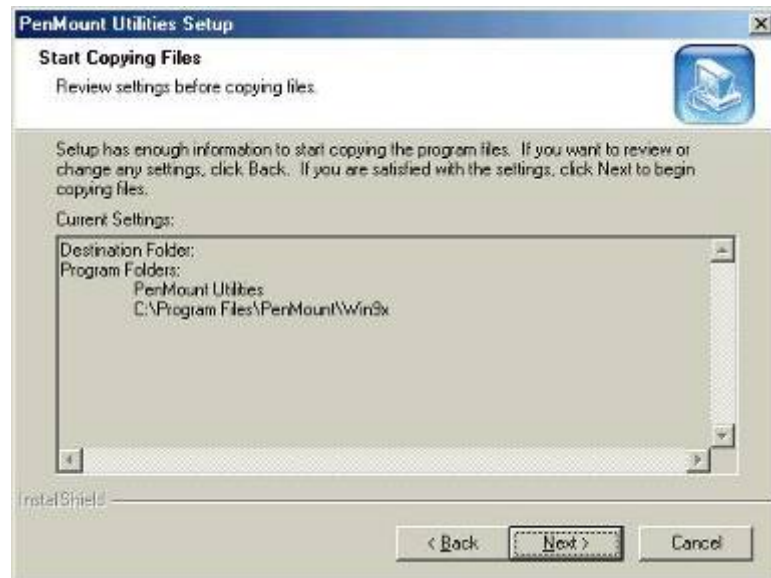 PenMount Utilities Setup
Start Copying Files
Review settings before copying files.
Setup has enough information to start copying the program files. If you want to review or
change any settings, click Back. If you are satisfied with the settings, click Next to begin
copying files.
Current Settings:
Destination Folder:
Program Folders:
PenMount Utilities
C:\Program Files\PenMount\Win9x
InstallShield
< Back
Next >
Cancel